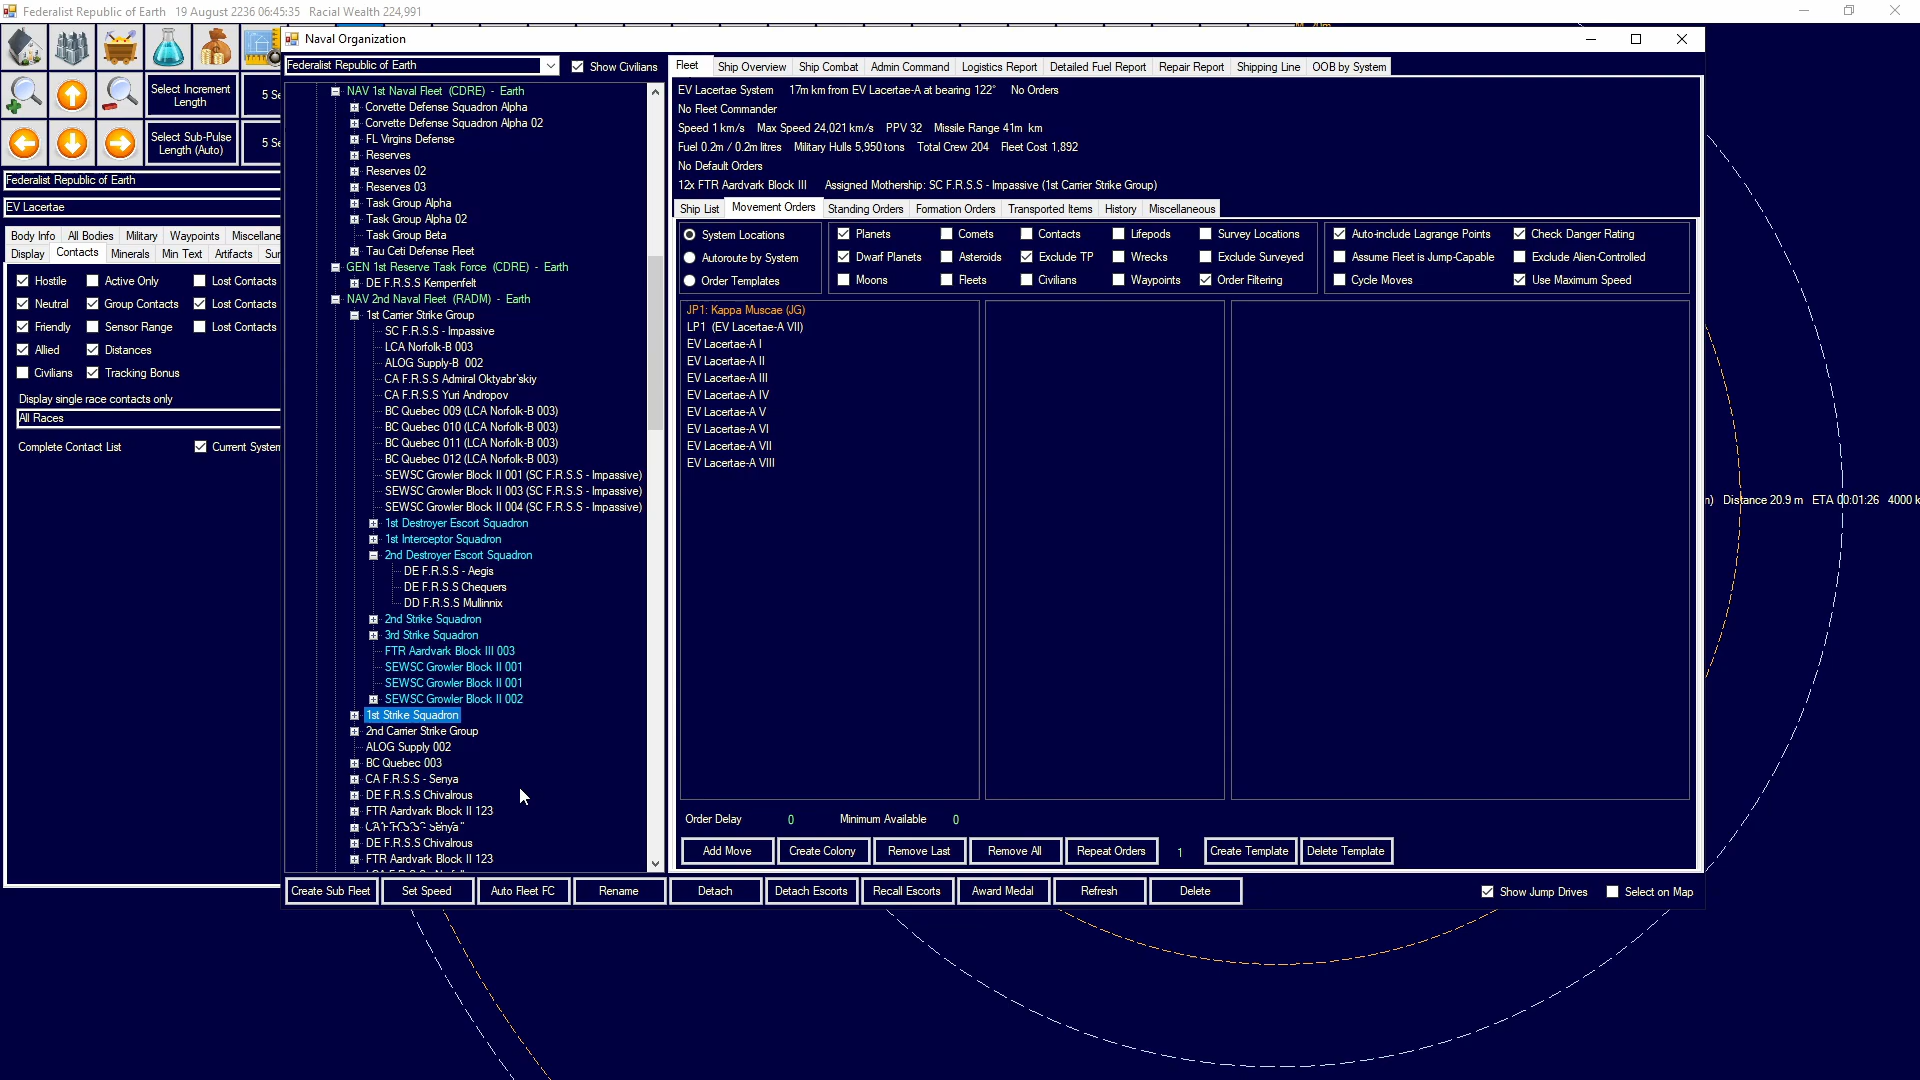 Federalist Republic of Earth   19 August 2236 06:45:35   Racial Wealth 224,991
Naval Organization
Select Increment Length
5 Se
Select Sub-Pulse Length (Auto)
5 Se
Federalist Republic of Earth
EV Lacertae
Body Info All Bodies Military Waypoints Miscellane
Display Contacts Minerals Min Text Artifacts Sur
Hostile Active Only Lost Contacts
Neutral Group Contacts Lost Contacts
Friendly Sensor Range Lost Contacts
Allied Distances
Civilians Tracking Bonus
Display single race contacts only
All Races
Complete Contact List Current System
Federalist Republic of Earth Show Civilians
NAV 1st Naval Fleet (CDRE) - Earth
Corvette Defense Squadron Alpha
Corvette Defense Squadron Alpha 02
FL Virgins Defense
Reserves
Reserves 02
Reserves 03
Task Group Alpha
Task Group Alpha 02
Task Group Beta
Tau Ceti Defense Fleet
GEN 1st Reserve Task Force (CDRE) - Earth
DE F.R.S.S Kempenfelt
NAV 2nd Naval Fleet (RADM) - Earth
1st Carrier Strike Group
SC F.R.S.S - Impassive
LCA Norfolk-B 003
ALOG Supply-B 002
CA F.R.S.S Admiral Oktyabr'skiy
CA F.R.S.S Yuri Andropov
BC Quebec 009 (LCA Norfolk-B 003)
BC Quebec 010 (LCA Norfolk-B 003)
BC Quebec 011 (LCA Norfolk-B 003)
BC Quebec 012 (LCA Norfolk-B 003)
SEWSC Growler Block II 001 (SC F.R.S.S - Impassive)
SEWSC Growler Block II 003 (SC F.R.S.S - Impassive)
SEWSC Growler Block II 004 (SC F.R.S.S - Impassive)
1st Destroyer Escort Squadron
1st Interceptor Squadron
2nd Destroyer Escort Squadron
DE F.R.S.S - Aegis
DE F.R.S.S Chequers
DD F.R.S.S Mullinnix
2nd Strike Squadron
3rd Strike Squadron
FTR Aardvark Block III 003
SEWSC Growler Block II 001
SEWSC Growler Block II 001
SEWSC Growler Block II 002
1st Strike Squadron
2nd Carrier Strike Group
ALOG Supply 002
BC Quebec 003
CA F.R.S.S - Senya
DE F.R.S.S Chivalrous
FTR Aardvark Block II 123
CA F.R.S.S - Senya
DE F.R.S.S Chivalrous
FTR Aardvark Block II 123
Fleet Ship Overview Ship Combat Admin Command Logistics Report Detailed Fuel Report Repair Report Shipping Line OOB by System
EV Lacertae System 17m km from EV Lacertae-A at bearing 122° No Orders
No Fleet Commander
Speed 1 km/s Max Speed 24,021 km/s PPV 32 Missile Range 41m km
Fuel 0.2m / 0.2m litres Military Hulls 5,950 tons Total Crew 204 Fleet Cost 1,892
No Default Orders
12x FTR Aardvark Block III Assigned Mothership: SC F.R.S.S - Impassive (1st Carrier Strike Group)
Ship List Movement Orders Standing Orders Formation Orders Transported Items History Miscellaneous
System Locations Planets Comets Contacts Lifepods Survey Locations Auto-include Lagrange Points Check Danger Rating
Autoroute by System Dwarf Planets Asteroids Exclude TP Wrecks Exclude Surveyed Assume Fleet is Jump-Capable Exclude Alien-Controlled
Order Templates Moons Fleets Civilians Waypoints Order Filtering Cycle Moves Use Maximum Speed
JP1: Kappa Muscae (JG)
LP1 (EV Lacertae-A VII)
EV Lacertae-A I
EV Lacertae-A II
EV Lacertae-A III
EV Lacertae-A IV
EV Lacertae-A V
EV Lacertae-A VI
EV Lacertae-A VII
EV Lacertae-A VIII
Distance 20.9 m ETA 00:01:26 4000 k
Order Delay 0 Minimum Available 0
Add Move Create Colony Remove Last Remove All Repeat Orders 1 Create Template Delete Template
Create Sub Fleet Set Speed Auto Fleet FC Rename Detach Detach Escorts Recall Escorts Award Medal Refresh Delete Show Jump Drives Select on Map